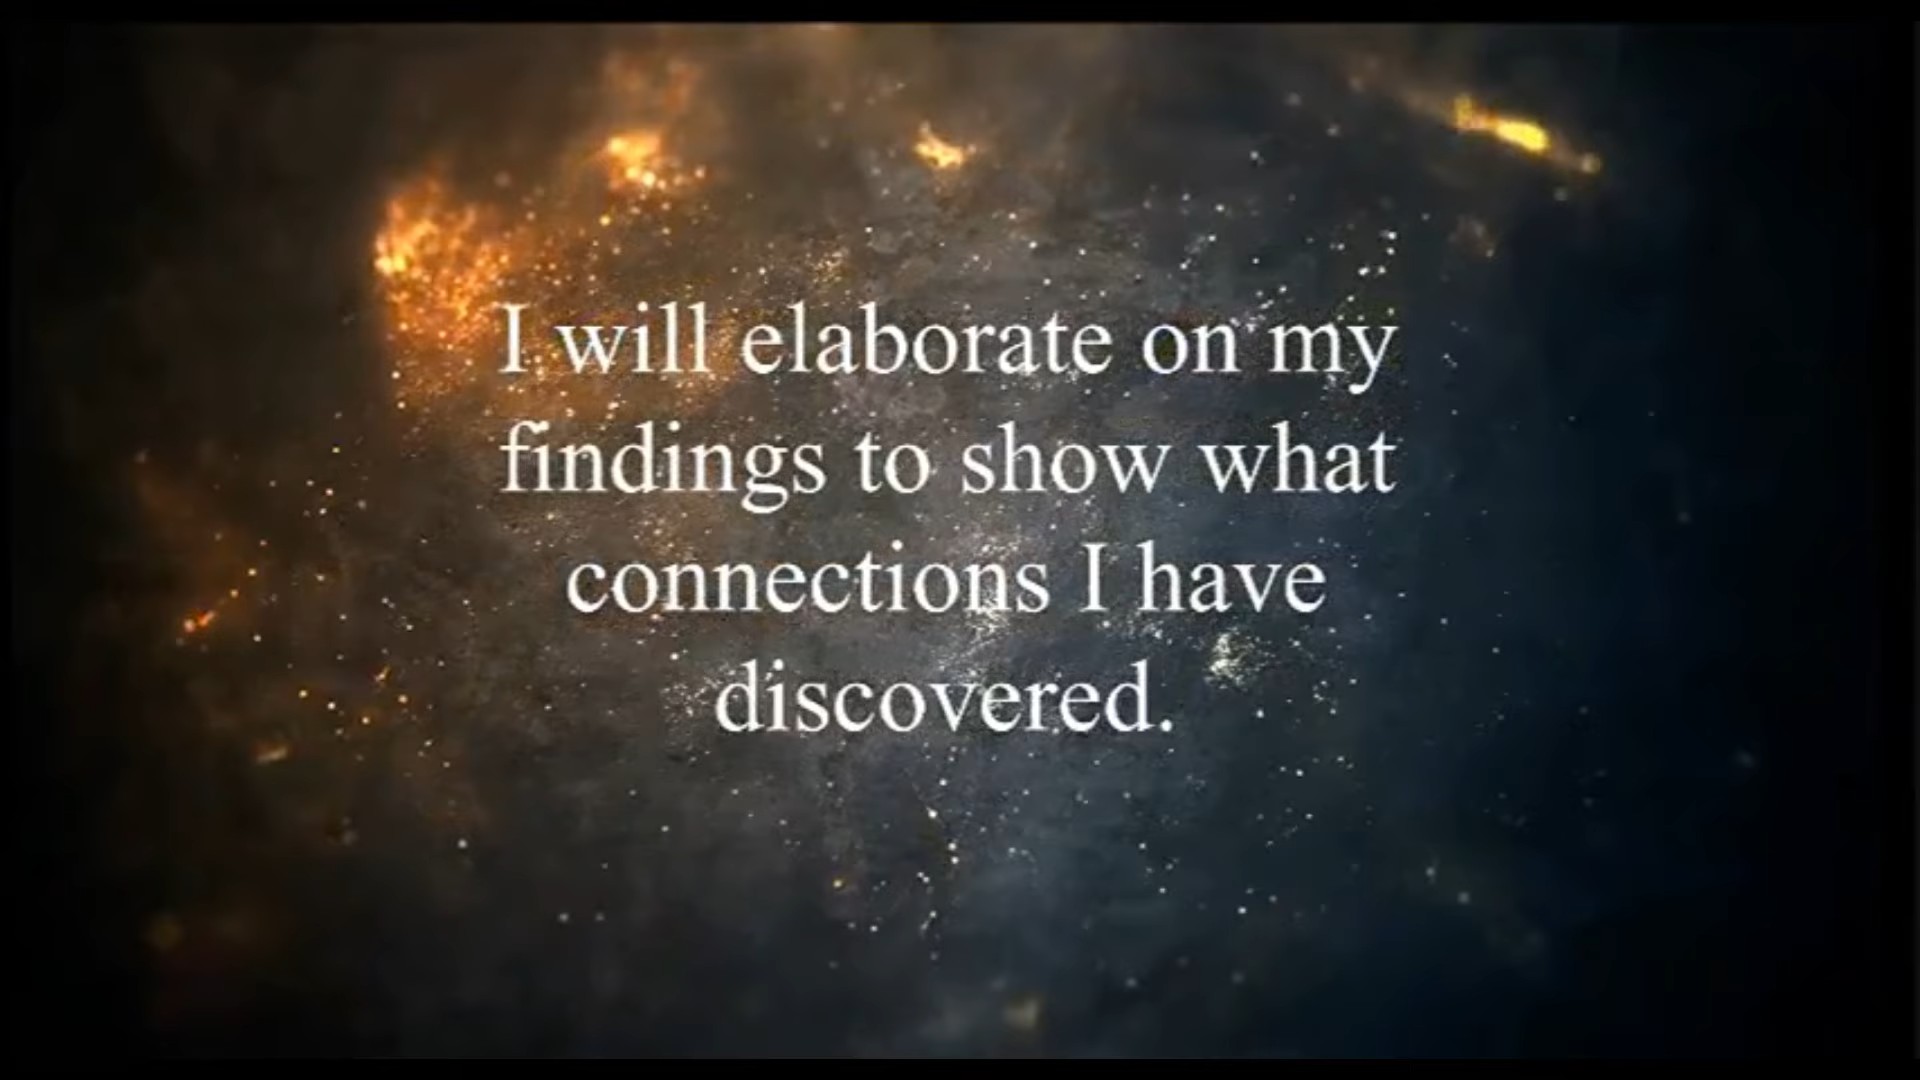 I will elaborate on my
findings to show what
connections I have
discovered.